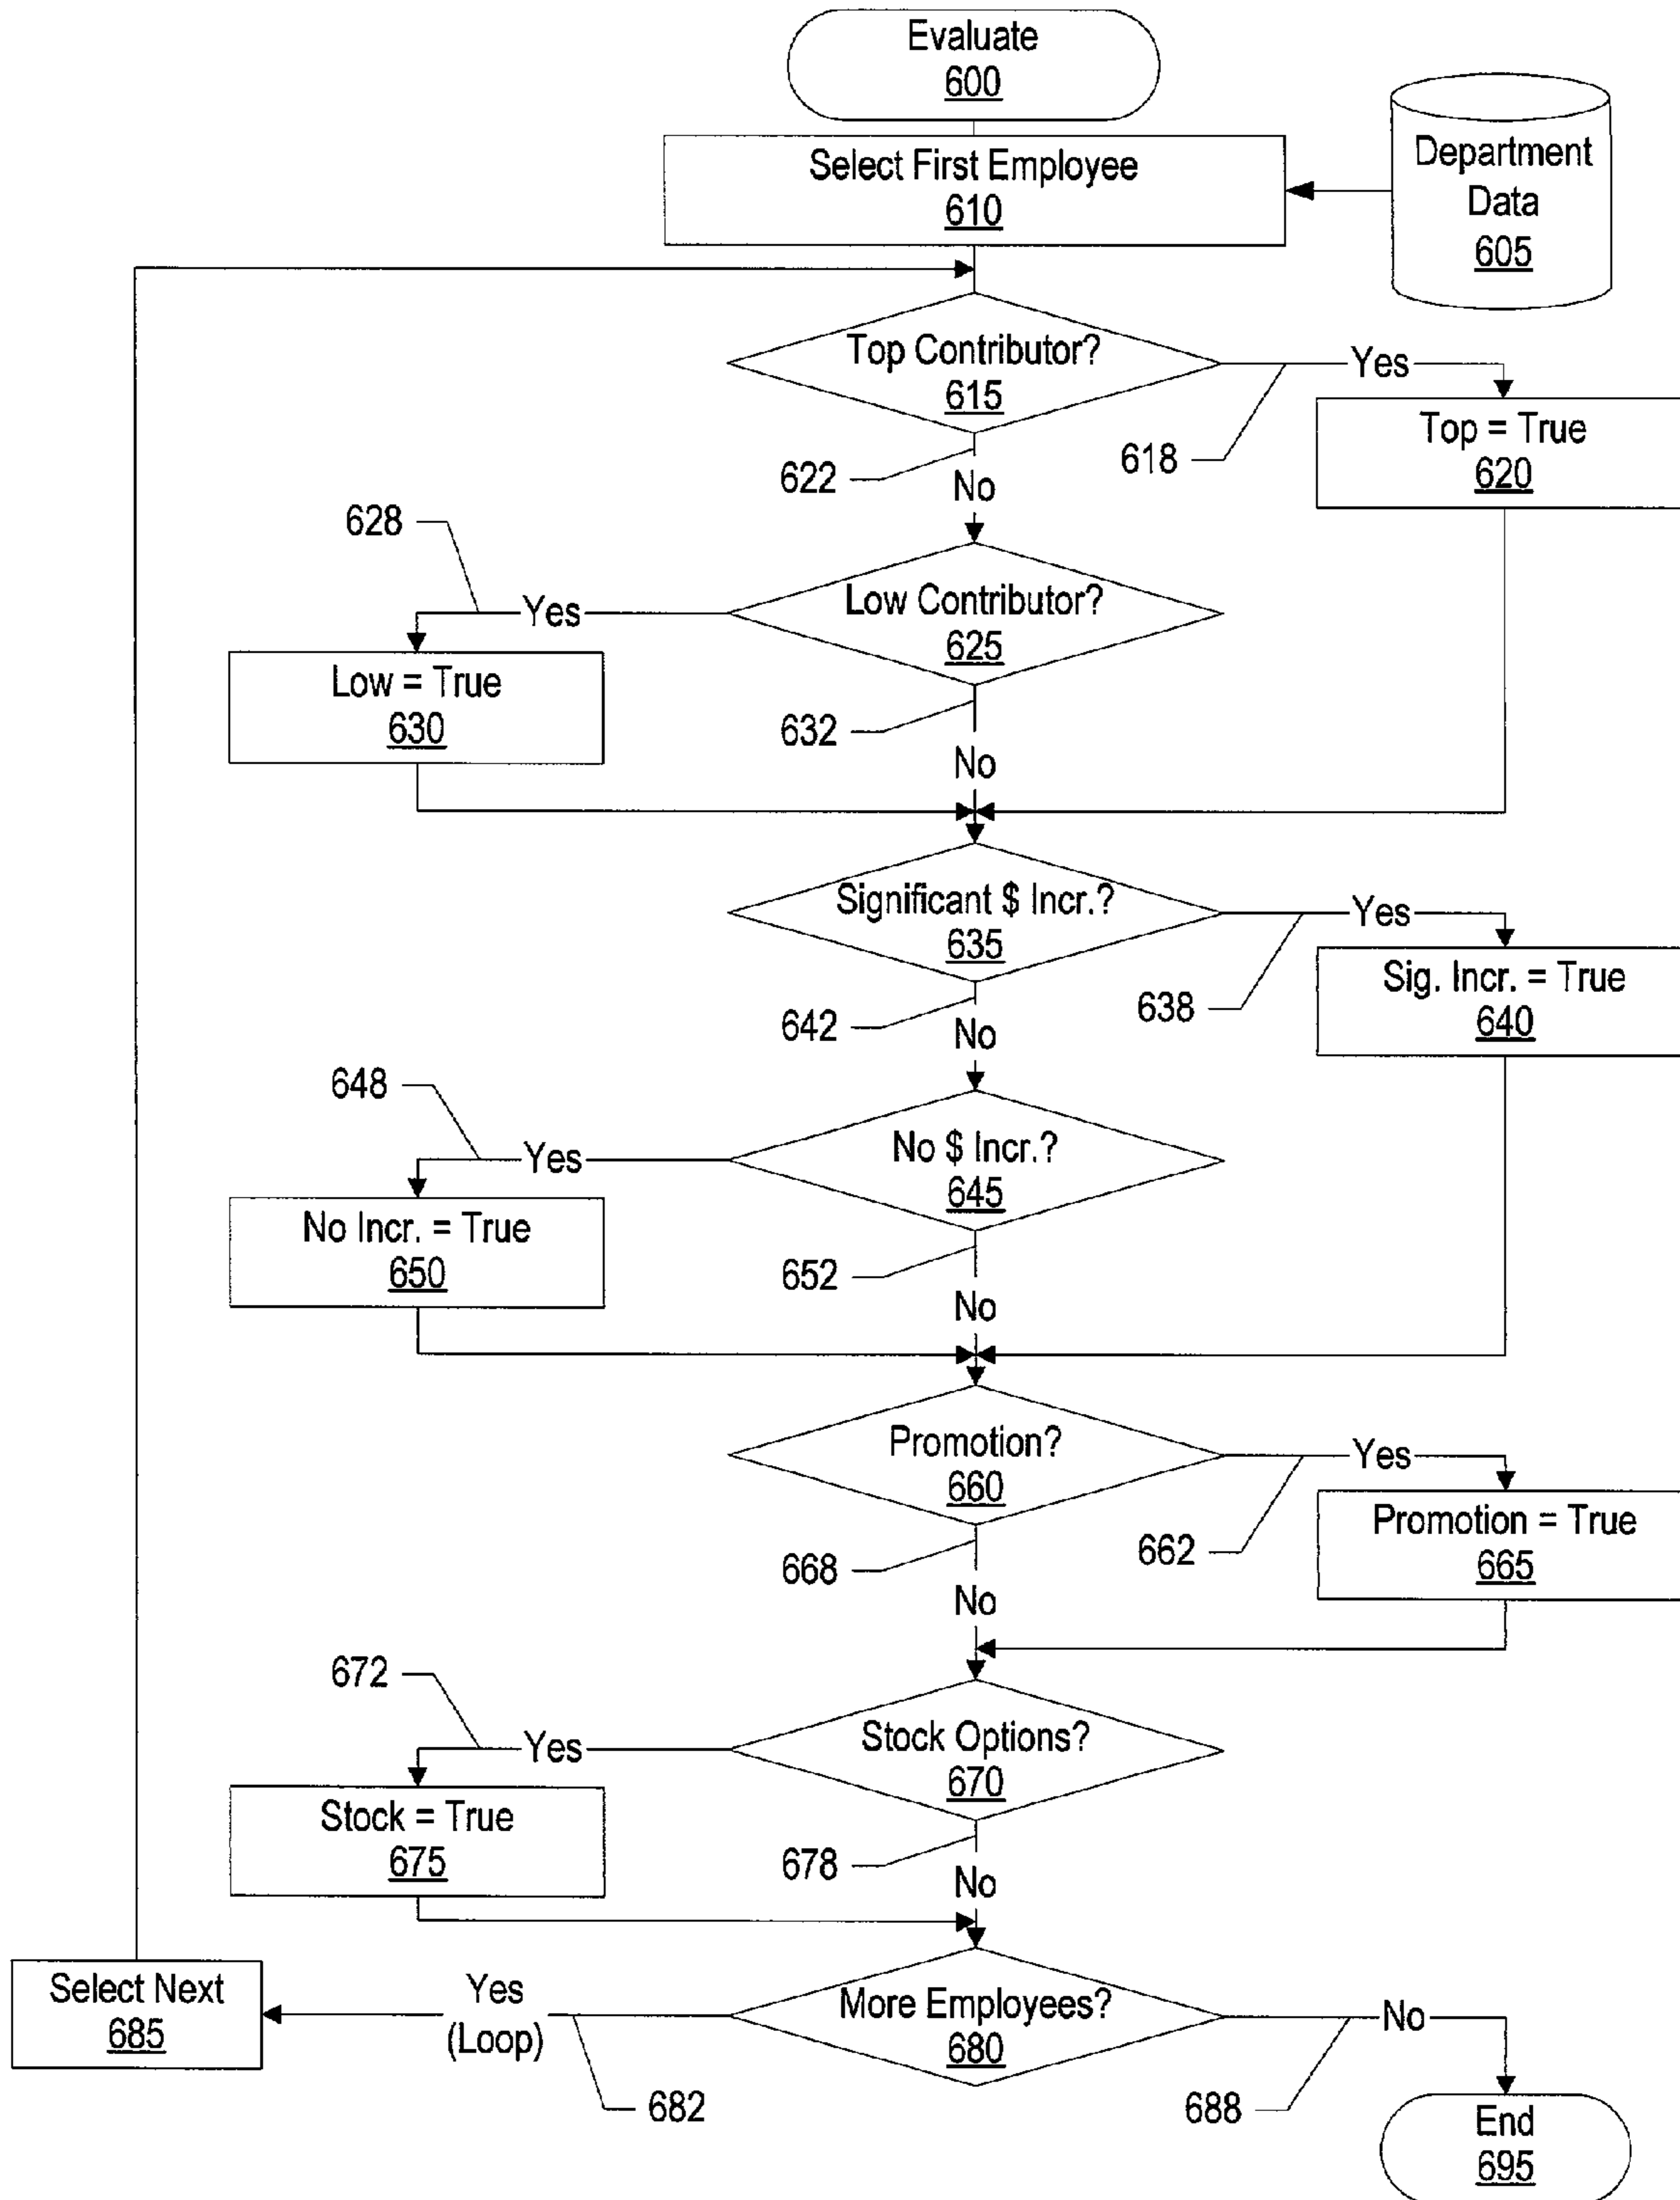 Evaluate
600
Select First Employee
610
Department
Data
605
Top Contributor?
615
Yes
618
Top = True
620
622
No
628
Yes
Low Contributor?
625
Low = True
630
632
No
Significant $ Incr.?
635
Yes
638
Sig. Incr. = True
640
642
No
648
Yes
No $ Incr.?
645
No Incr. = True
650
652
No
Promotion?
660
Yes
662
Promotion = True
665
668
No
672
Yes
Stock Options?
670
Stock = True
675
678
No
Select Next
685
Yes
(Loop)
682
More Employees?
680
No
688
End
695